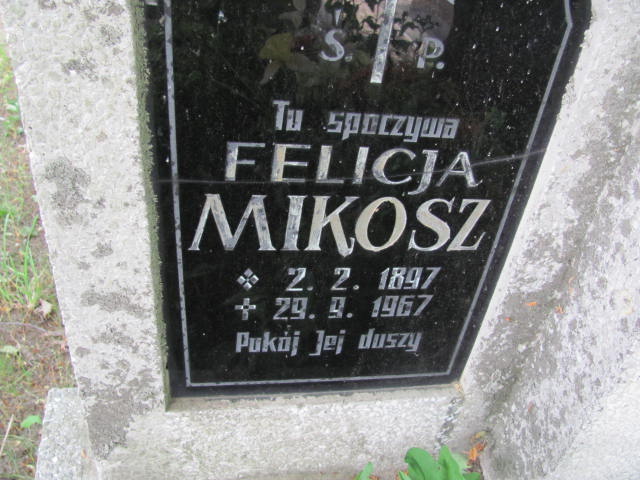 Ś. P.
Tu spoczywa
FELICJA
MIKOSZ
2. 2. 1897
29. 9. 1967
Pokój Jej duszy